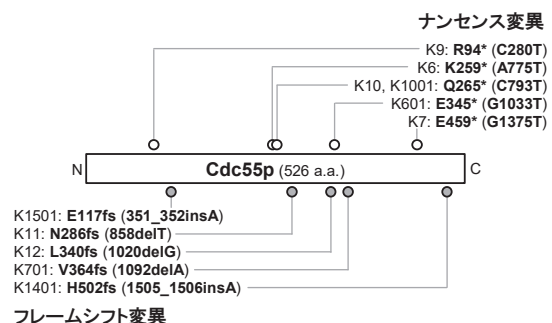 ナンセンス変異
K9: R94* (C280T)
K6: K259* (A775T)
K10, K1001: Q265* (C793T)
K601: E345* (G1033T)
K7: E459* (G1375T)
N Cdc55p (526 a.a.) C
K1501: E117fs (351_352insA)
K11: N286fs (858delT)
K12: L340fs (1020delG)
K701: V364fs (1092delA)
K1401: H502fs (1505_1506insA)
フレームシフト変異